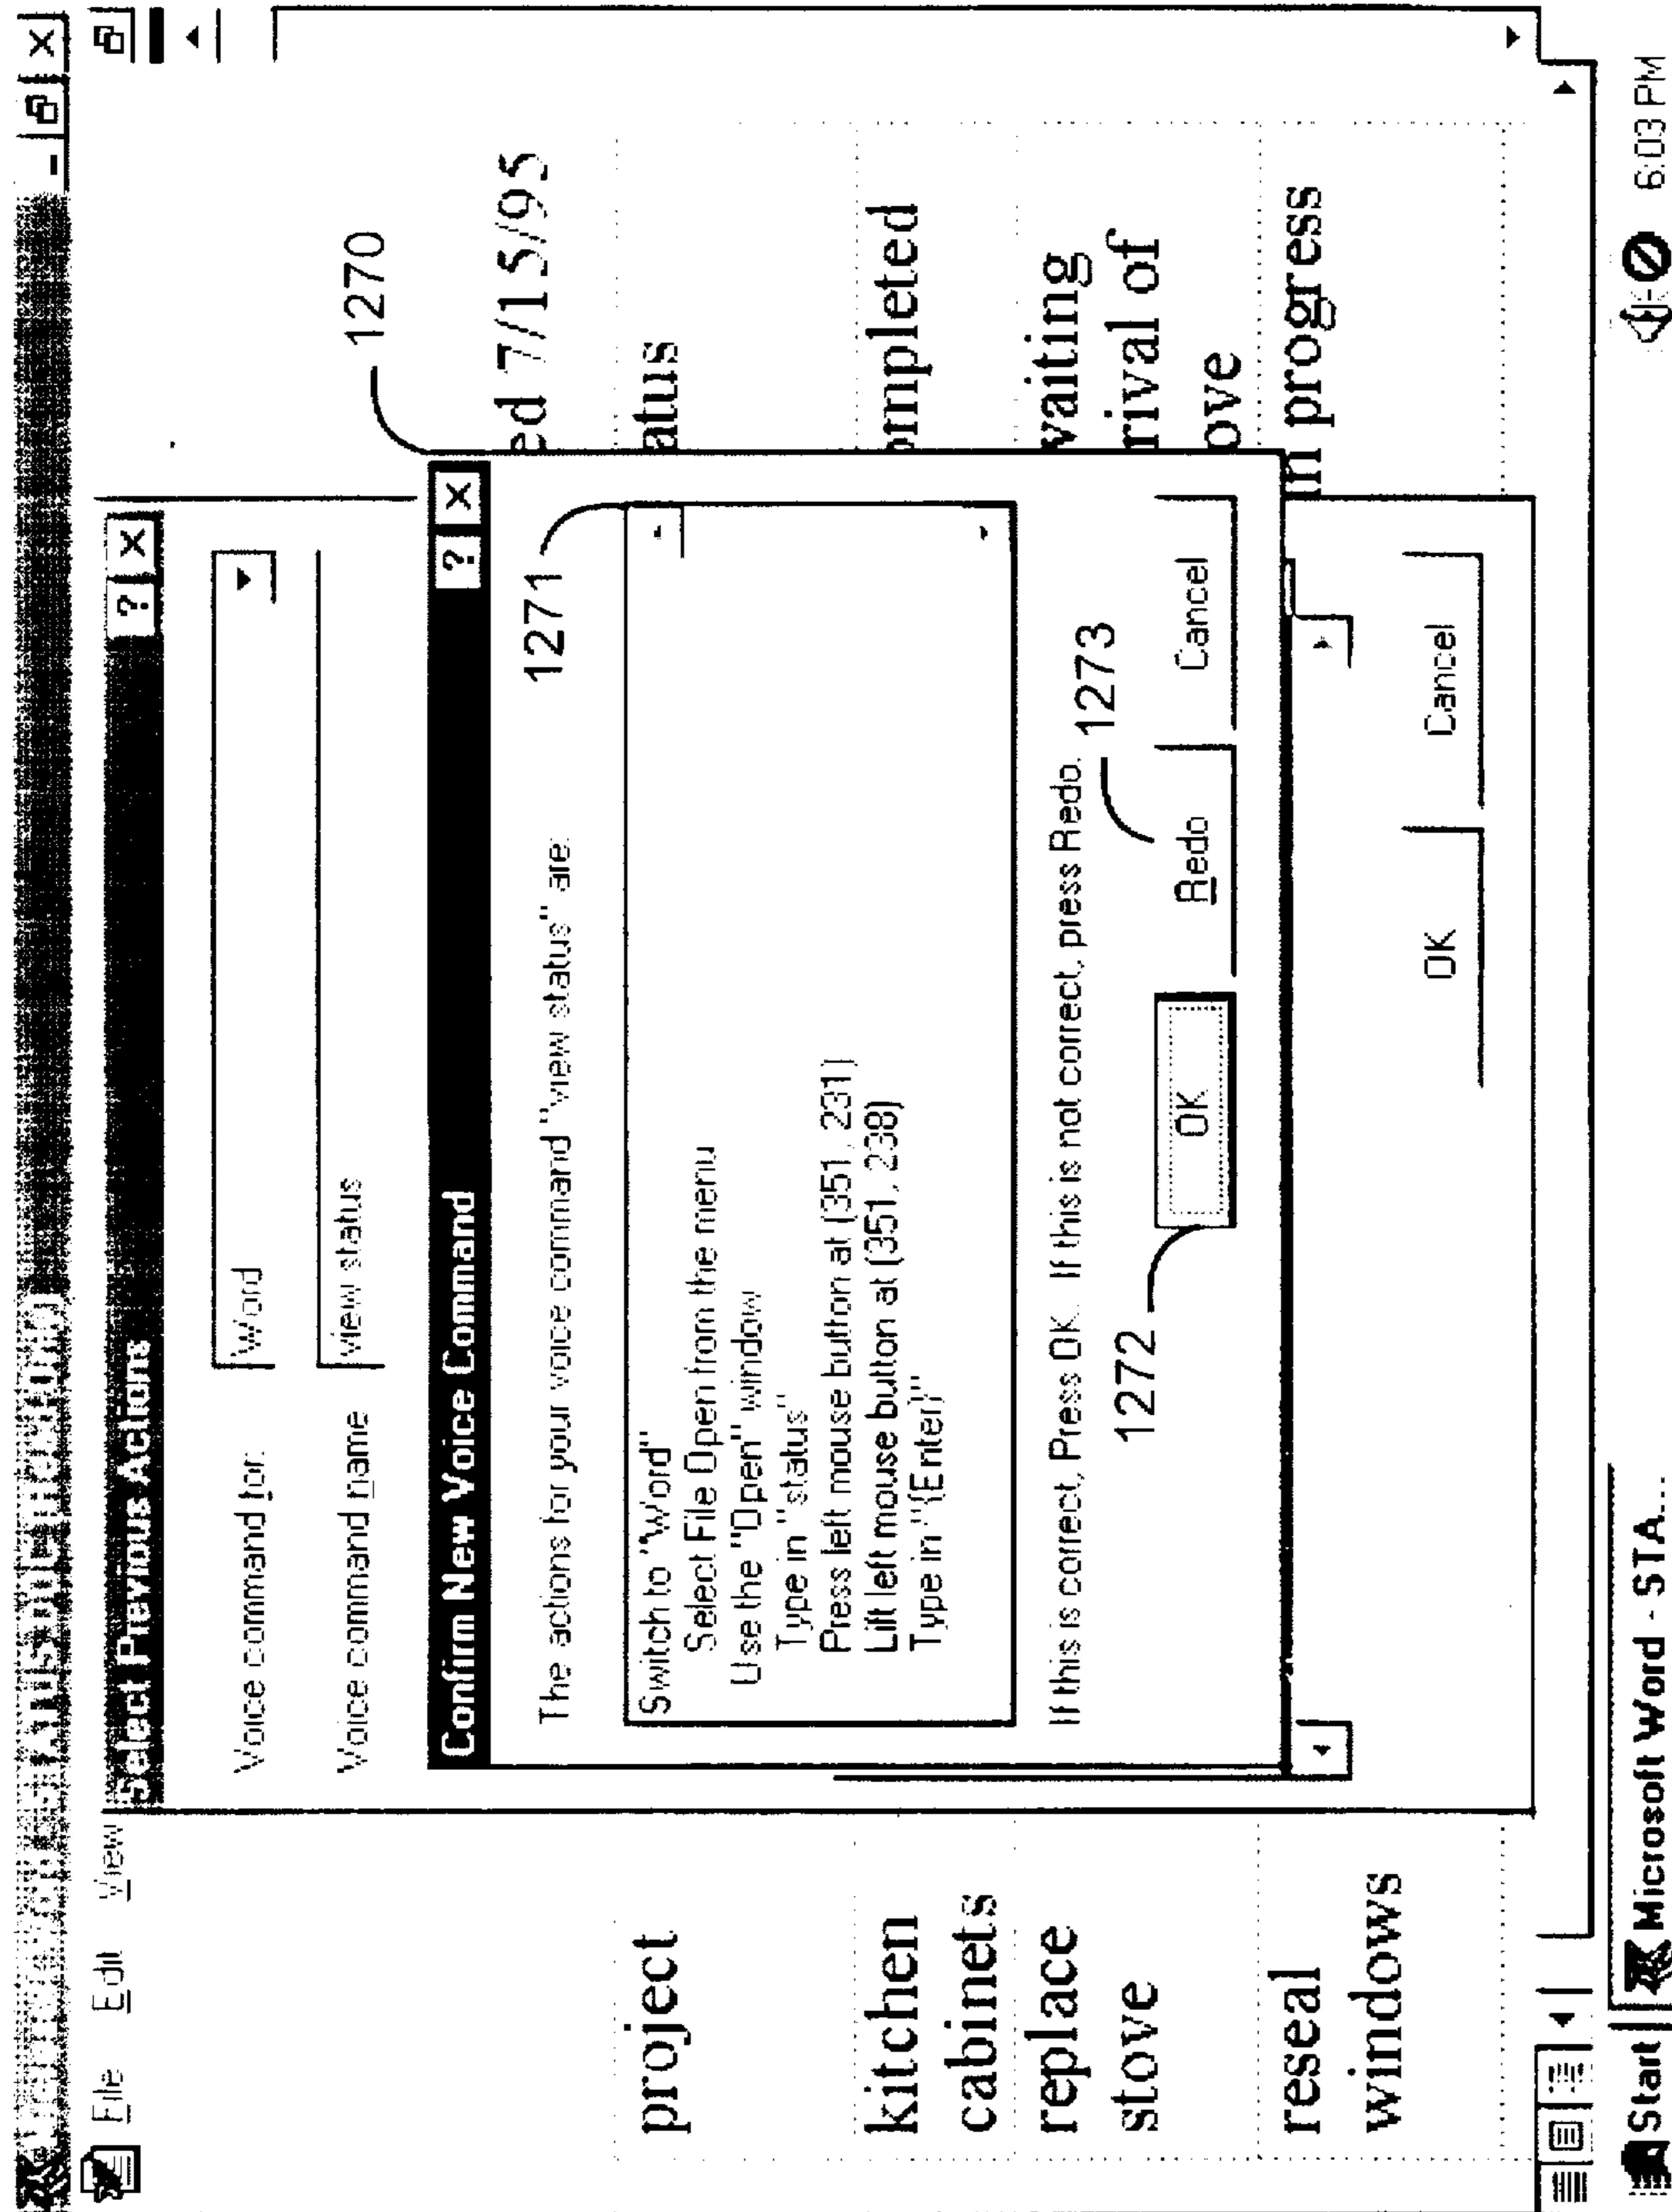 File Edit View
Select Previous Actions
? X
Voice command for:
Word
Voice command name
view status
1270
Confirm New Voice Command
? X
The actions for your voice command "view status" are:
1271
Switch to "Word"
Select File Open from the menu
Use the "Open" window
Type in "status"
Press left mouse button at (351, 231)
Lift left mouse button at (351, 238)
Type in "{Enter}"
If this is correct, Press OK. If this is not correct, press Redo.
1272
1273
OK
Redo
Cancel
OK
Cancel
ed 7/15/95
project
atus
kitchen
cabinets
ompleted
replace
stove
vaiting
rival of
ove
reseal
windows
in progress
Start
Microsoft Word - STA...
6:03 PM